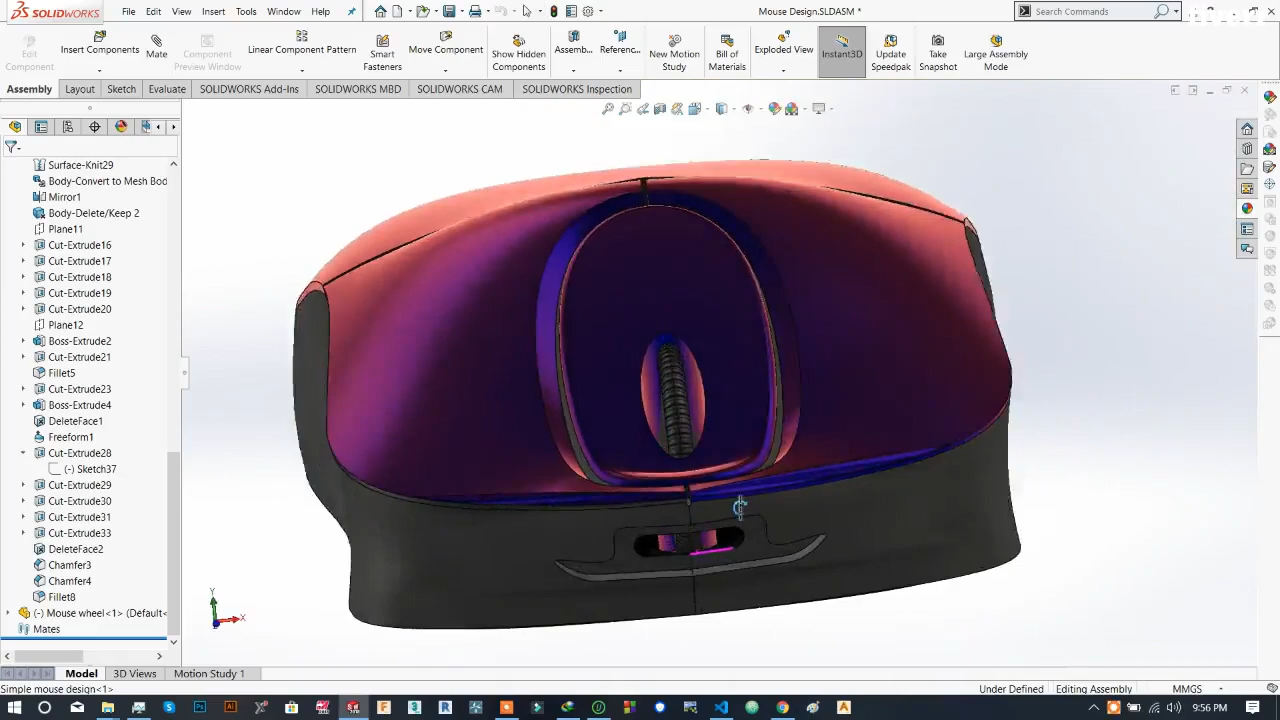 SOLIDWORKS
File
Edit
View
Insert
Tools
Window
Help
Mouse Design.SLDASM *
Search Commands
Edit Component
Insert Components
Mate
Component Preview Window
Linear Component Pattern
Smart Fasteners
Move Component
Show Hidden Components
Assemb...
Referenc...
New Motion Study
Bill of Materials
Exploded View
Instant3D
Update Speedpak
Take Snapshot
Large Assembly Mode
Assembly
Layout
Sketch
Evaluate
SOLIDWORKS Add-Ins
SOLIDWORKS MBD
SOLIDWORKS CAM
SOLIDWORKS Inspection
Surface-Knit29
Body-Convert to Mesh Bod
Mirror1
Body-Delete/Keep 2
Plane11
Cut-Extrude16
Cut-Extrude17
Cut-Extrude18
Cut-Extrude19
Cut-Extrude20
Plane12
Boss-Extrude2
Cut-Extrude21
Fillet5
Cut-Extrude23
Boss-Extrude4
DeleteFace1
Freeform1
Cut-Extrude28
(-) Sketch37
Cut-Extrude29
Cut-Extrude30
Cut-Extrude31
Cut-Extrude33
DeleteFace2
Chamfer3
Chamfer4
Fillet8
(-) Mouse wheel<1> (Default<
Mates
Y
X
Model
3D Views
Motion Study 1
Simple mouse design<1>
Under Defined
Editing Assembly
MMGS
9:56 PM